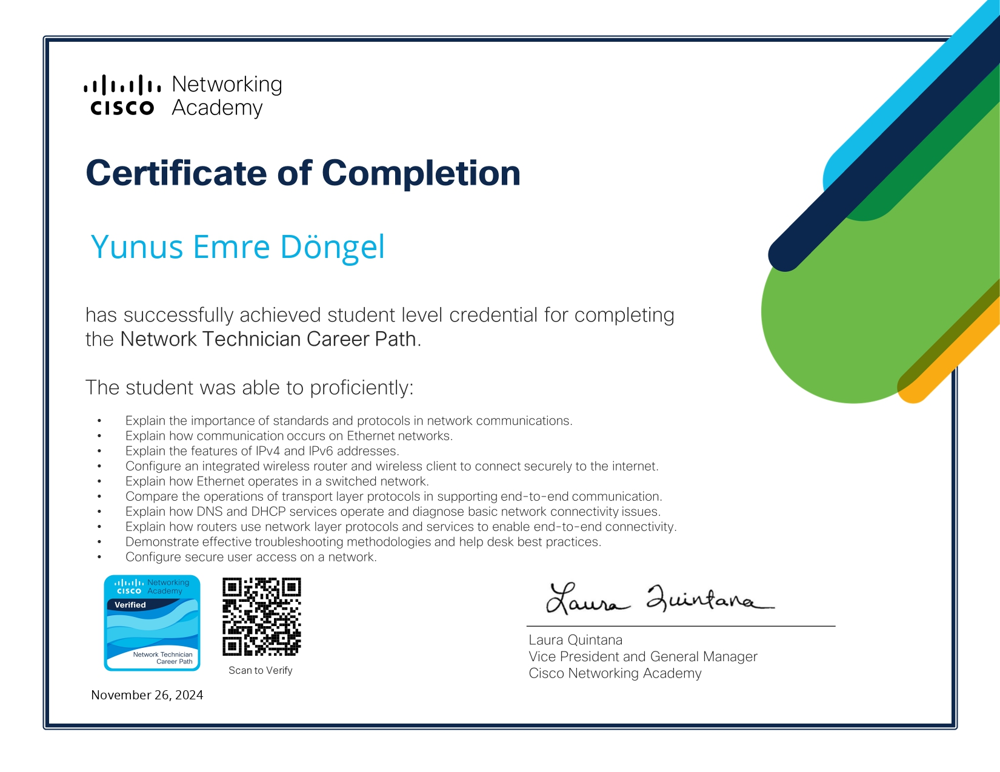 Networking
CISCO Academy
Certificate of Completion
Yunus Emre Döngel
has successfully achieved student level credential for completing
the Network Technician Career Path.
The student was able to proficiently:
• Explain the importance of standards and protocols in network communications.
• Explain how communication occurs on Ethernet networks.
• Explain the features of IPv4 and IPv6 addresses.
• Configure an integrated wireless router and wireless client to connect securely to the internet.
• Explain how Ethernet operates in a switched network.
• Compare the operations of transport layer protocols in supporting end-to-end communication.
• Explain how DNS and DHCP services operate and diagnose basic network connectivity issues.
• Explain how routers use network layer protocols and services to enable end-to-end connectivity.
• Demonstrate effective troubleshooting methodologies and help desk best practices.
• Configure secure user access on a network.
Networking
CISCO Academy
Verified
Network Technician
Career Path
Scan to Verify
November 26, 2024
Laura Quintana
Laura Quintana
Vice President and General Manager
Cisco Networking Academy